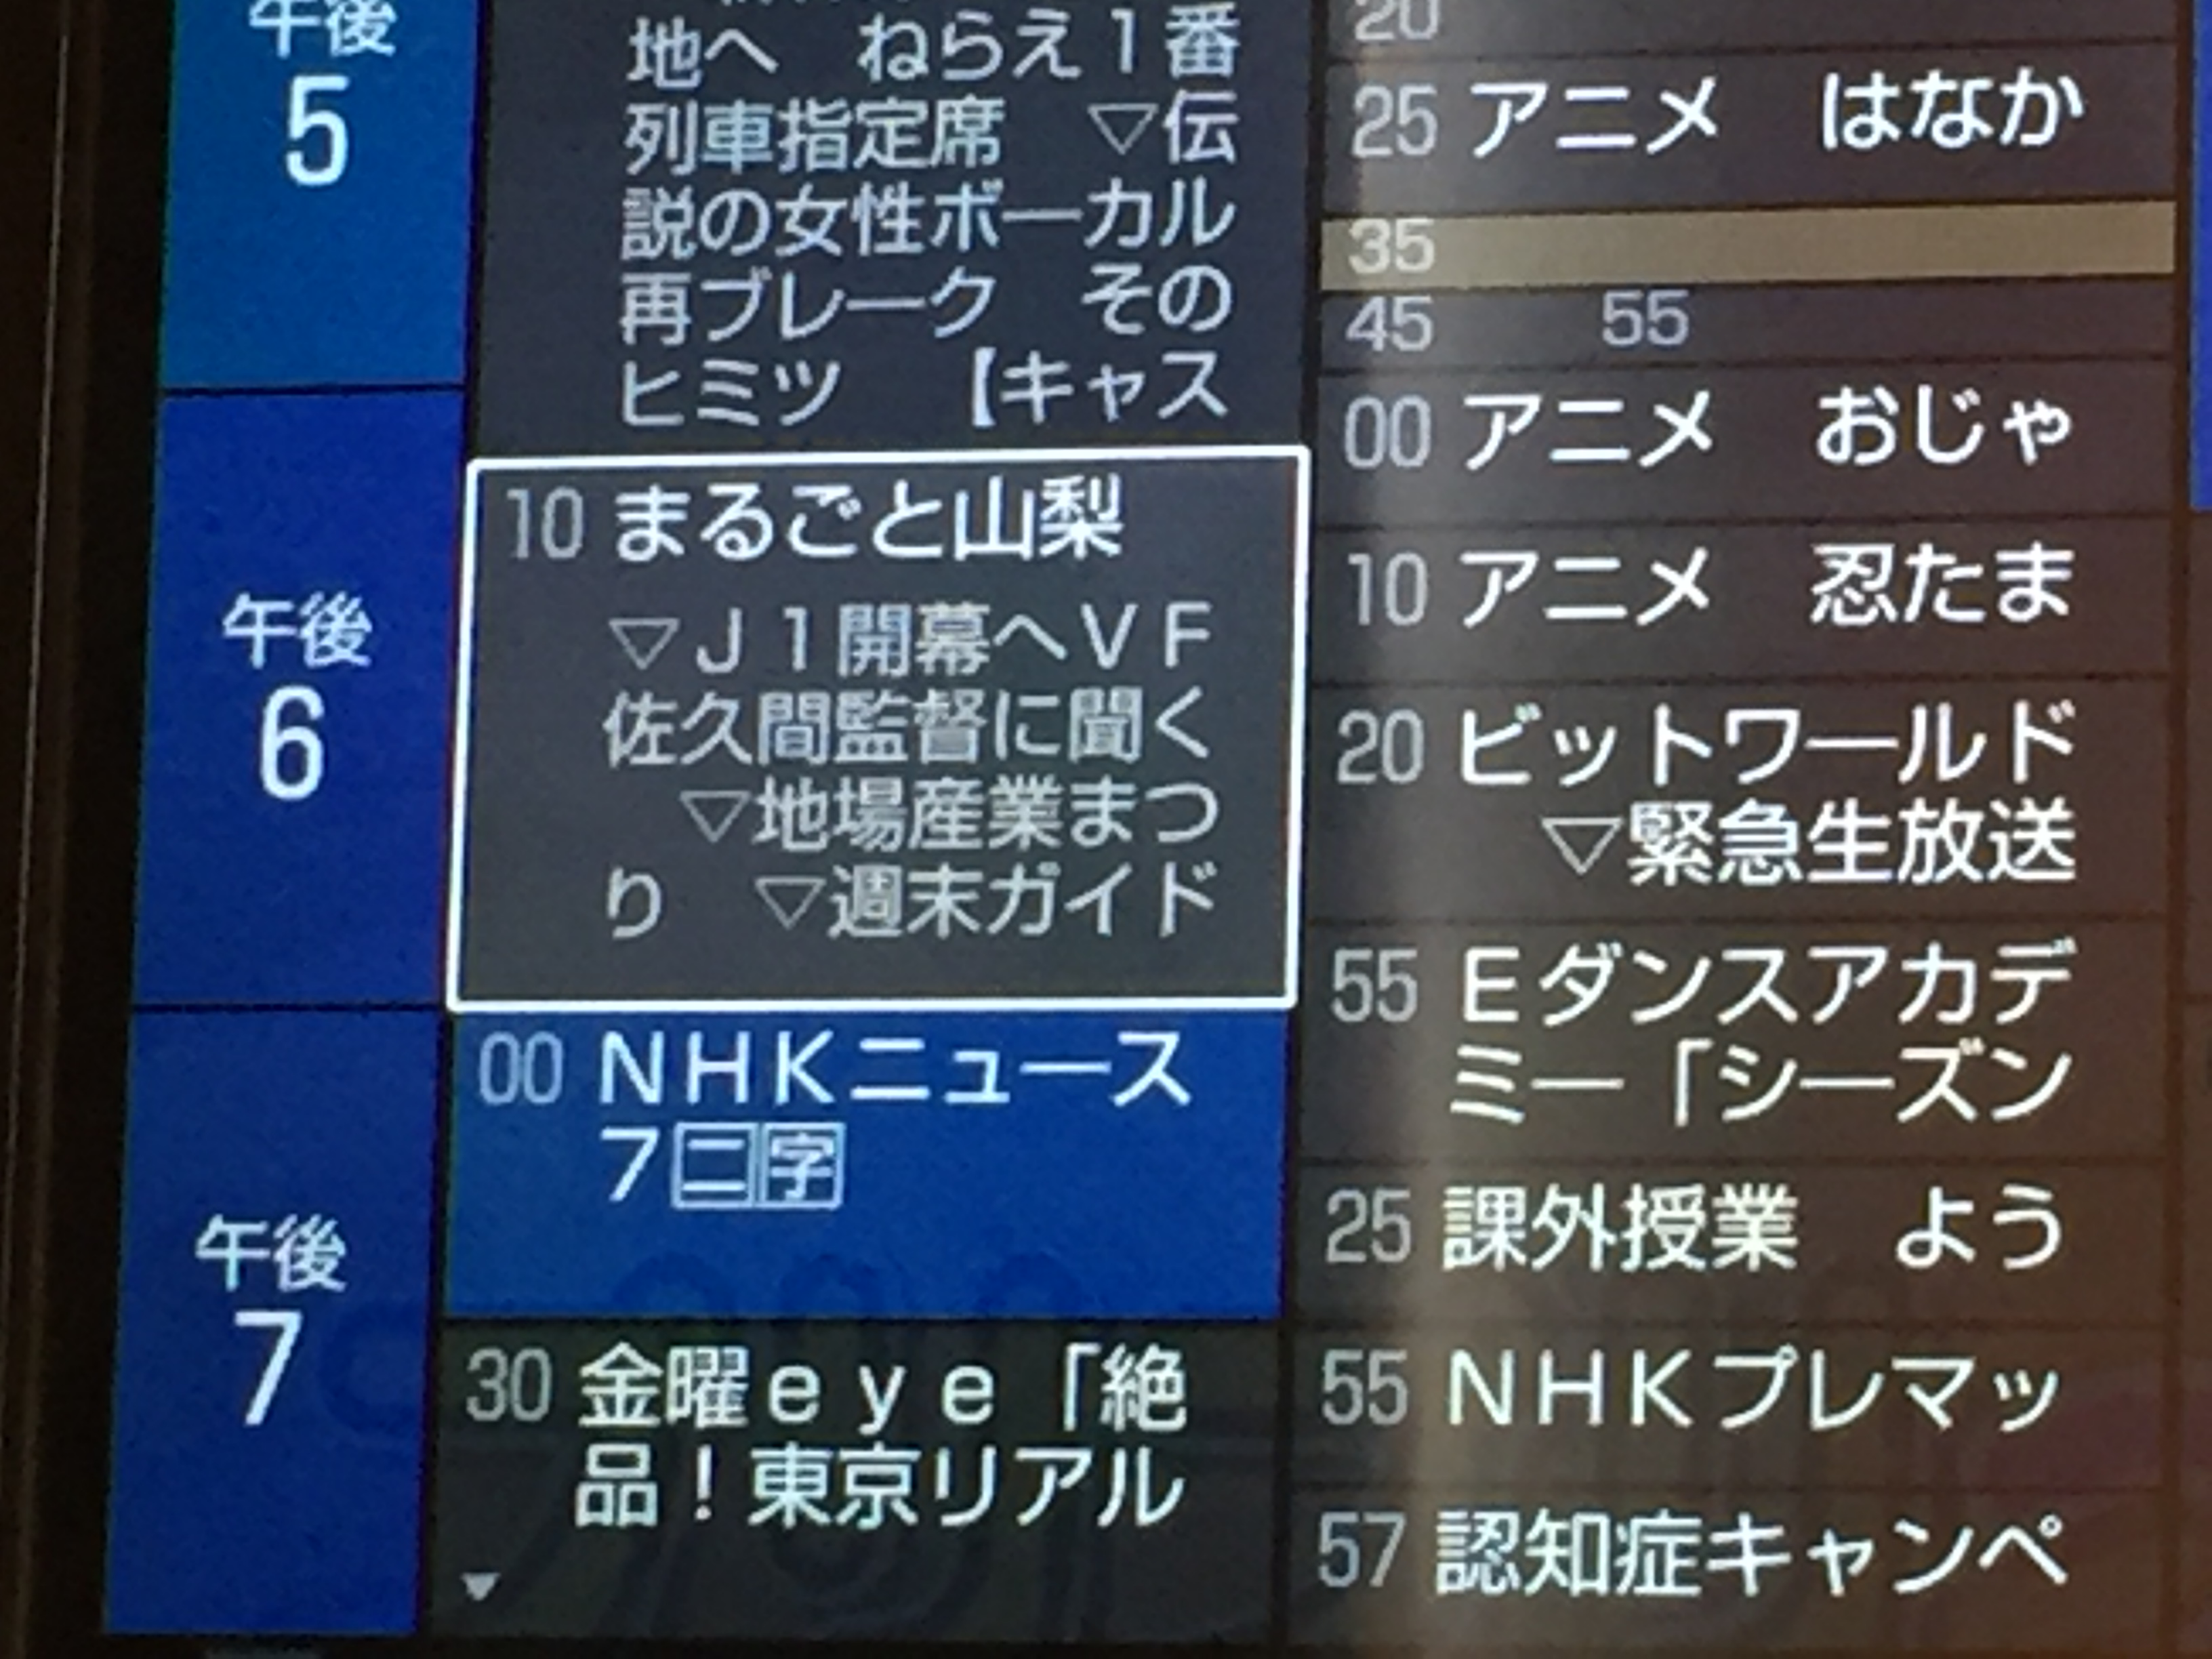 午後
5
午後
6
午後
7
地へ ねらえ1番
列車指定席 ▽伝
説の女性ボーカル
再ブレーク その
ヒミツ 【キャス
10 まるごと山梨
▽J1開幕へVF
佐久間監督に聞く
▽地場産業まつ
り ▽週末ガイド
00 NHKニュース
7二字
30 金曜eye「絶
品!東京リアル
20
25 アニメ はなか
35
45 55
00 アニメ おじゃ
10 アニメ 忍たま
20 ビットワールド
▽緊急生放送
55 Eダンスアカデ
ミー「シーズン
25 課外授業 よう
55 NHKプレマッ
57 認知症キャンペ